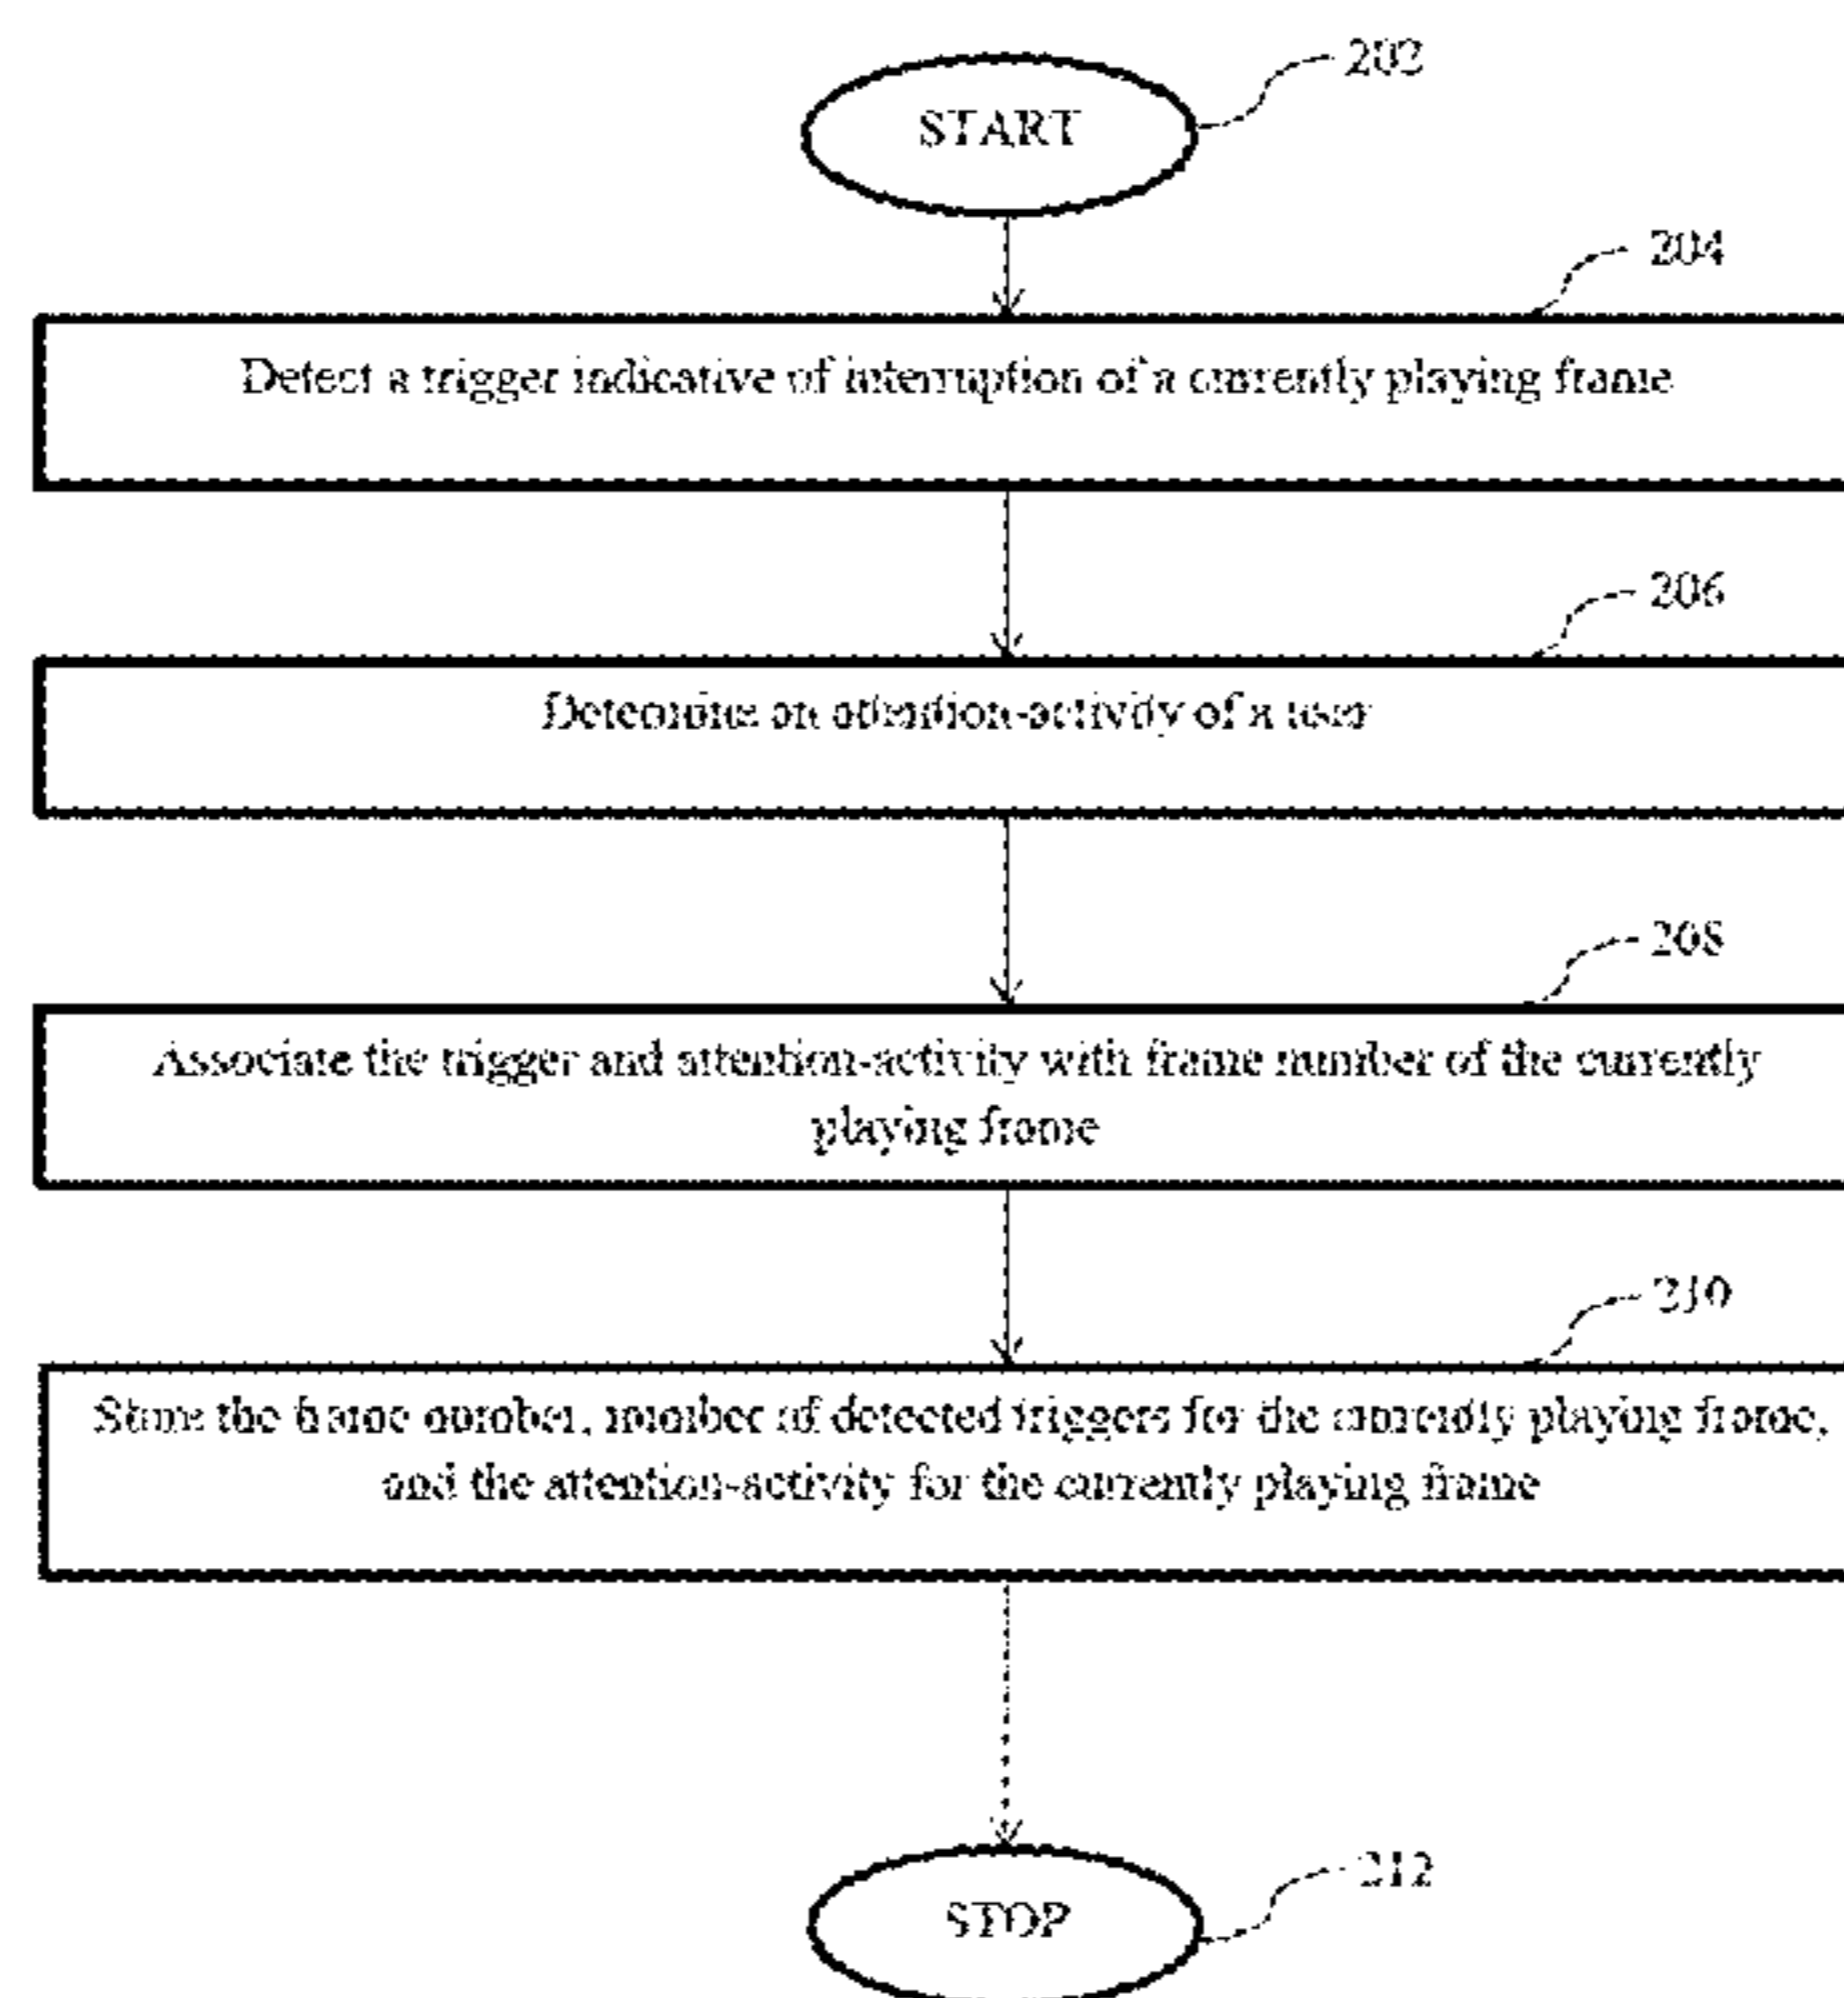 202
START
204
Detect a trigger indicative of interruption of a currently playing frame
206
Determine an attention-activity of a user
208
Associate the trigger and attention-activity with frame number of the currently
playing frame
210
Store the frame number, number of detected triggers for the currently playing frame,
and the attention-activity for the currently playing frame
212
STOP